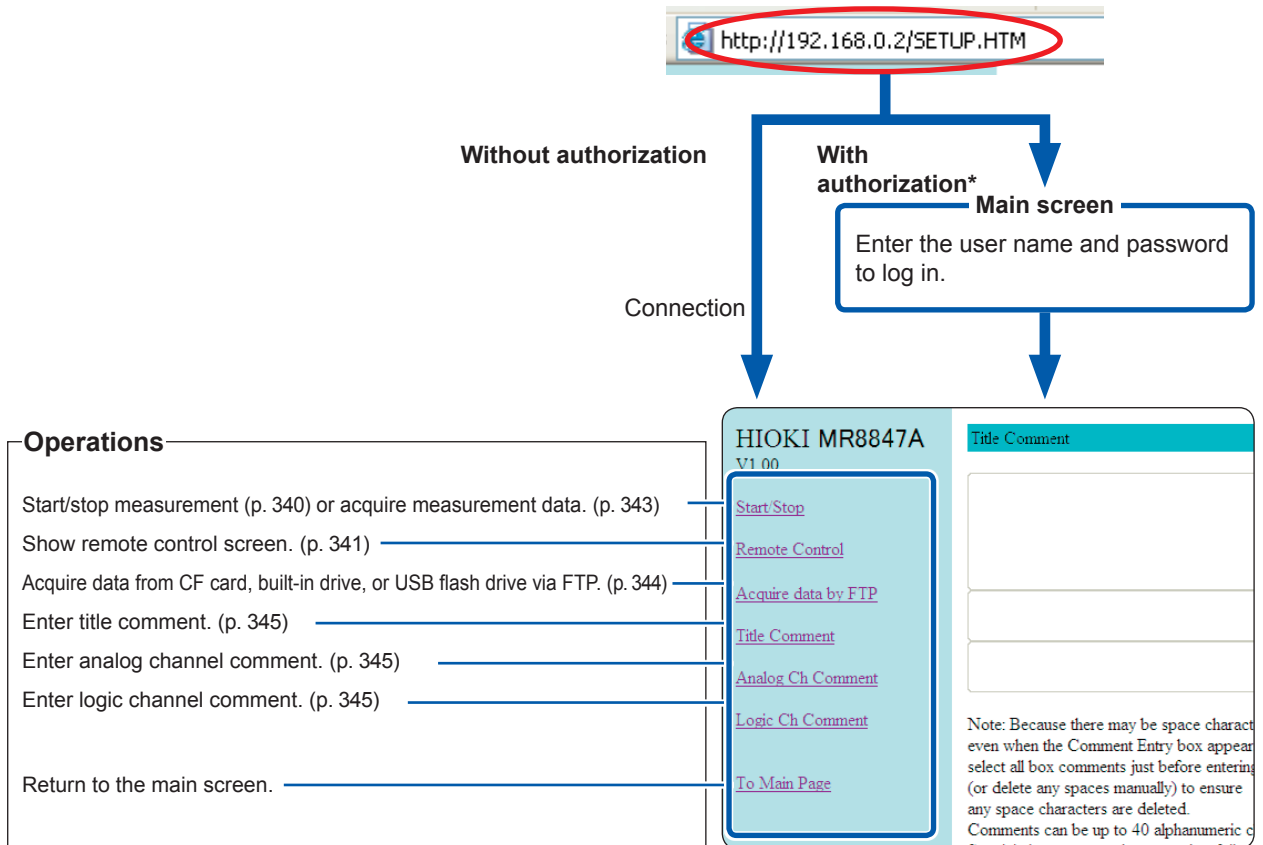 http://192.168.0.2/SETUP.HTM
Without authorization
With
authorization*
Main screen
Enter the user name and password
to log in.
Connection
Operations
Start/stop measurement (p. 340) or acquire measurement data. (p. 343)
Show remote control screen. (p. 341)
Acquire data from CF card, built-in drive, or USB flash drive via FTP. (p. 344)
Enter title comment. (p. 345)
Enter analog channel comment. (p. 345)
Enter logic channel comment. (p. 345)
Return to the main screen.
HIOKI MR8847A
V1.00
Start/Stop
Remote Control
Acquire data by FTP
Title Comment
Analog Ch Comment
Logic Ch Comment
To Main Page
Title Comment
Note: Because there may be space charact
even when the Comment Entry box appear
select all box comments just before entering
(or delete any spaces manually) to ensure
any space characters are deleted.
Comments can be up to 40 alphanumeric c